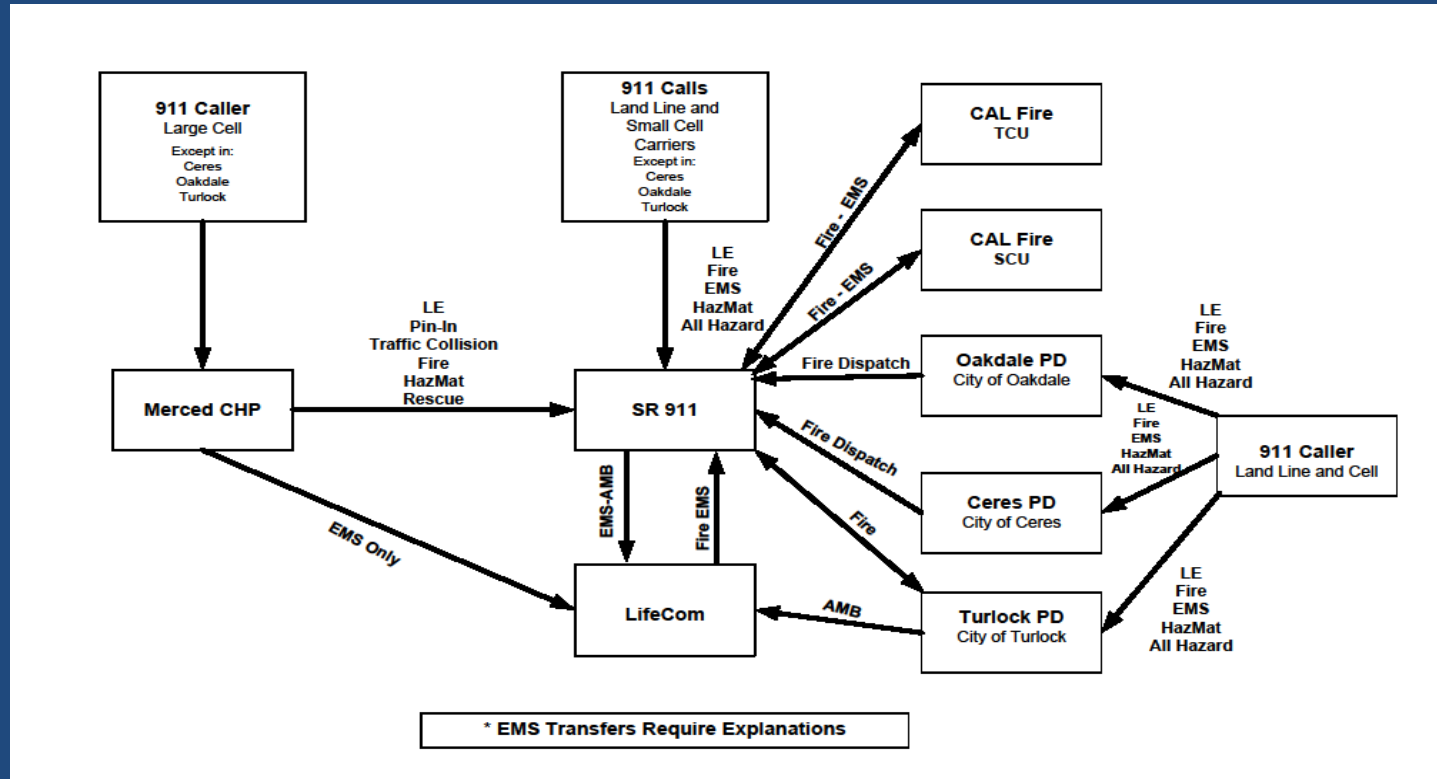 911 Caller
Large Cell
Except in:
Ceres
Oakdale
Turlock
911 Calls
Land Line and
Small Cell
Carriers
Except in:
Ceres
Oakdale
Turlock
CAL Fire
TCU
Fire - EMS
CAL Fire
SCU
Fire - EMS
LE
Fire
EMS
HazMat
All Hazard
LE
Pin-In
Traffic Collision
Fire
HazMat
Rescue
Merced CHP
SR 911
Fire Dispatch
Oakdale PD
City of Oakdale
LE
Fire
EMS
HazMat
All Hazard
LE
Fire
EMS
HazMat
All Hazard
911 Caller
Land Line and Cell
Fire Dispatch
Ceres PD
City of Ceres
EMS Only
EMS-AMB
Fire EMS
Fire
LifeCom
AMB
Turlock PD
City of Turlock
LE
Fire
EMS
HazMat
All Hazard
* EMS Transfers Require Explanations